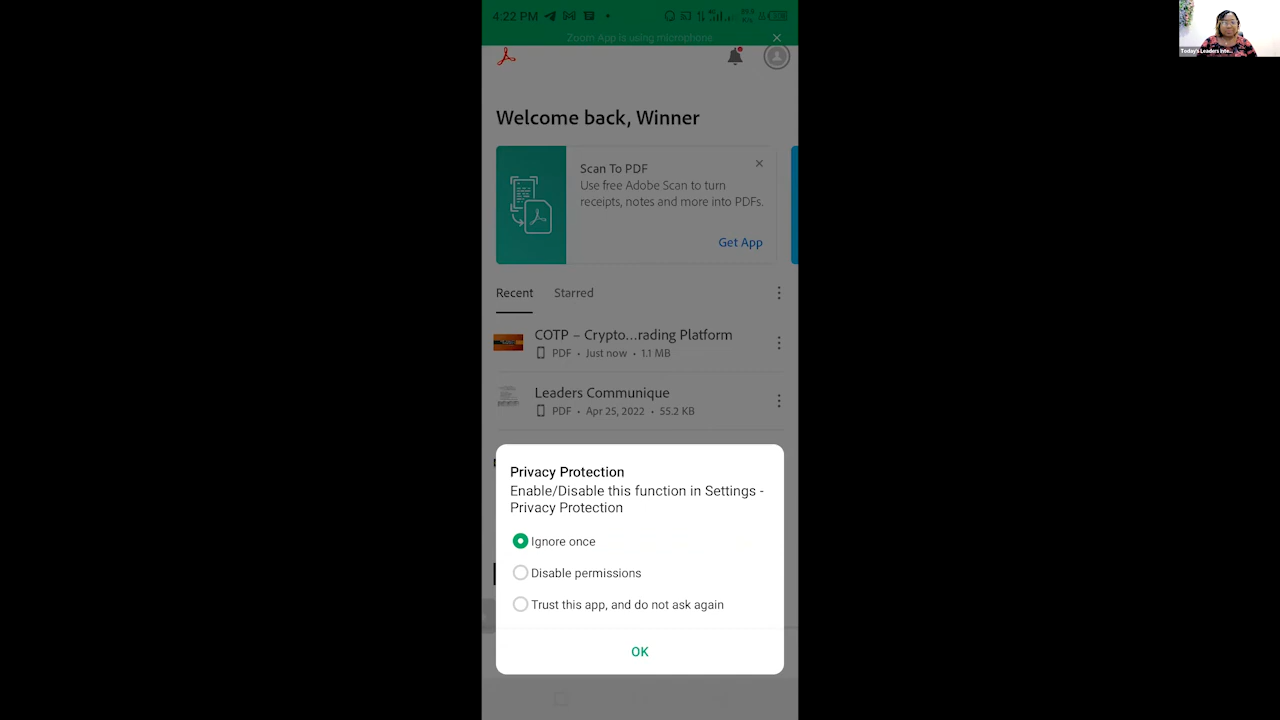 4:22 PM
Zoom App is using microphone
Today's Leaders Inte...
Welcome back, Winner
Scan To PDF
Use free Adobe Scan to turn
receipts, notes and more into PDFs.
Get App
Recent Starred
COTP – Crypto...rading Platform
PDF • Just now • 1.1 MB
Leaders Communique
PDF • Apr 25, 2022 • 55.2 KB
Privacy Protection
Enable/Disable this function in Settings -
Privacy Protection
Ignore once
Disable permissions
Trust this app, and do not ask again
OK